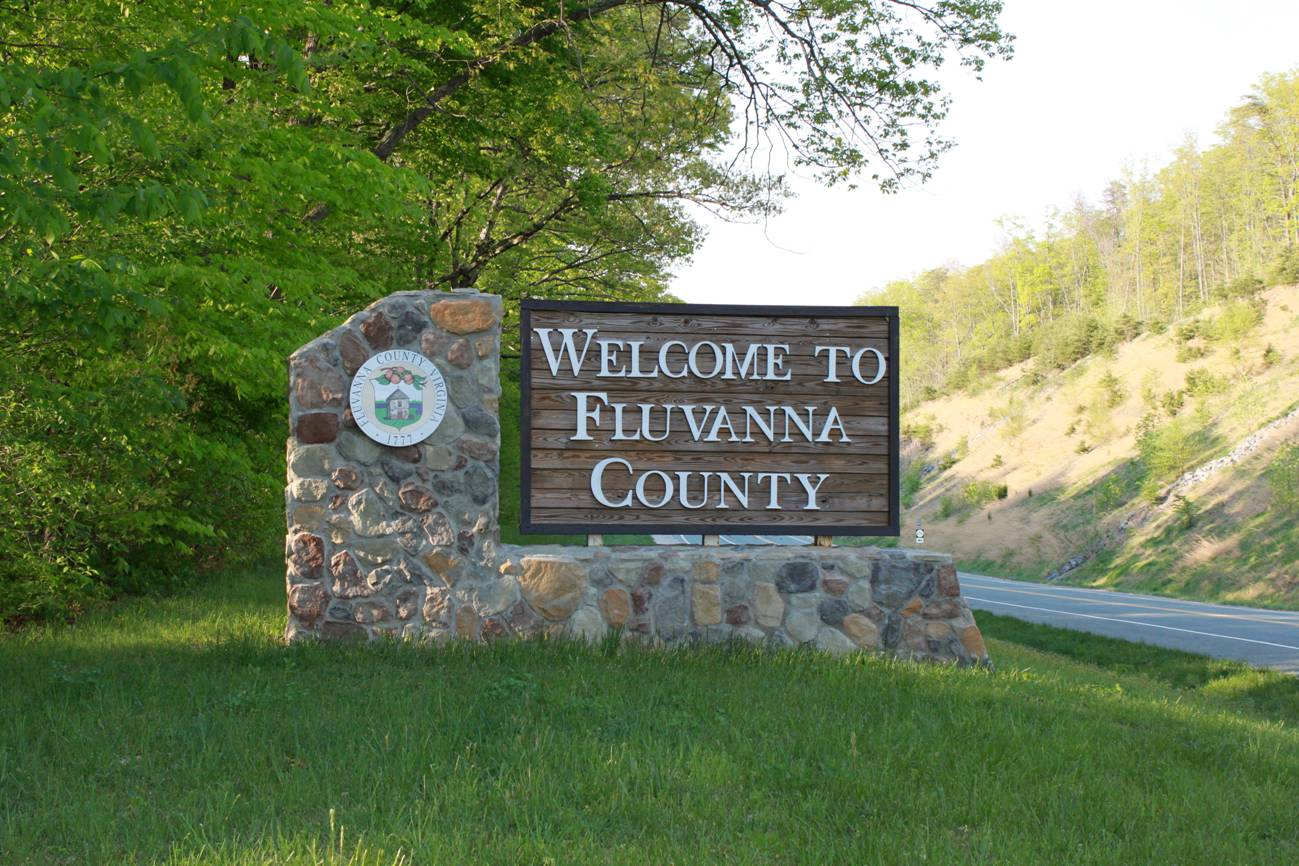 FLUVANNA COUNTY, VIRGINIA
1777
WELCOME TO
FLUVANNA
COUNTY